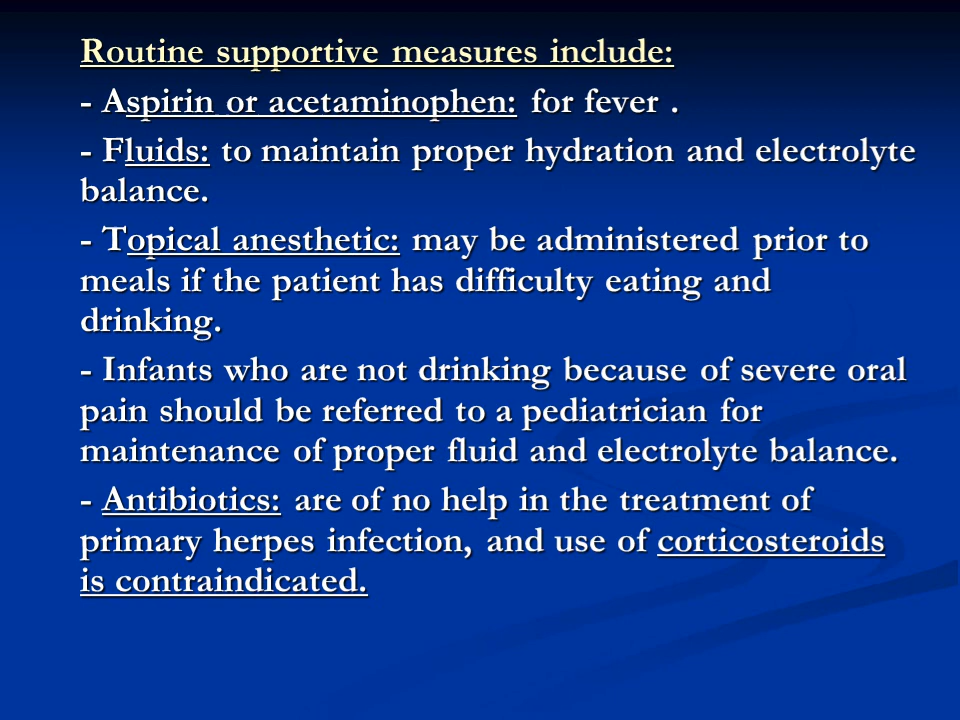 Routine supportive measures include:
- Aspirin or acetaminophen: for fever .
- Fluids: to maintain proper hydration and electrolyte
balance.
- Topical anesthetic: may be administered prior to
meals if the patient has difficulty eating and
drinking.
- Infants who are not drinking because of severe oral
pain should be referred to a pediatrician for
maintenance of proper fluid and electrolyte balance.
- Antibiotics: are of no help in the treatment of
primary herpes infection, and use of corticosteroids
is contraindicated.